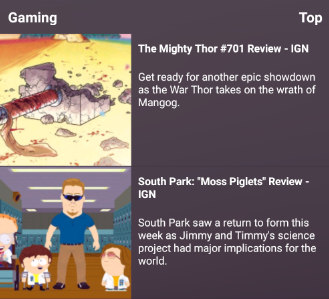 Gaming Top
The Mighty Thor #701 Review - IGN
Get ready for another epic showdown
as the War Thor takes on the wrath of
Mangog.
South Park: "Moss Piglets" Review -
IGN
South Park saw a return to form this
week as Jimmy and Timmy's science
project had major implications for the
world.